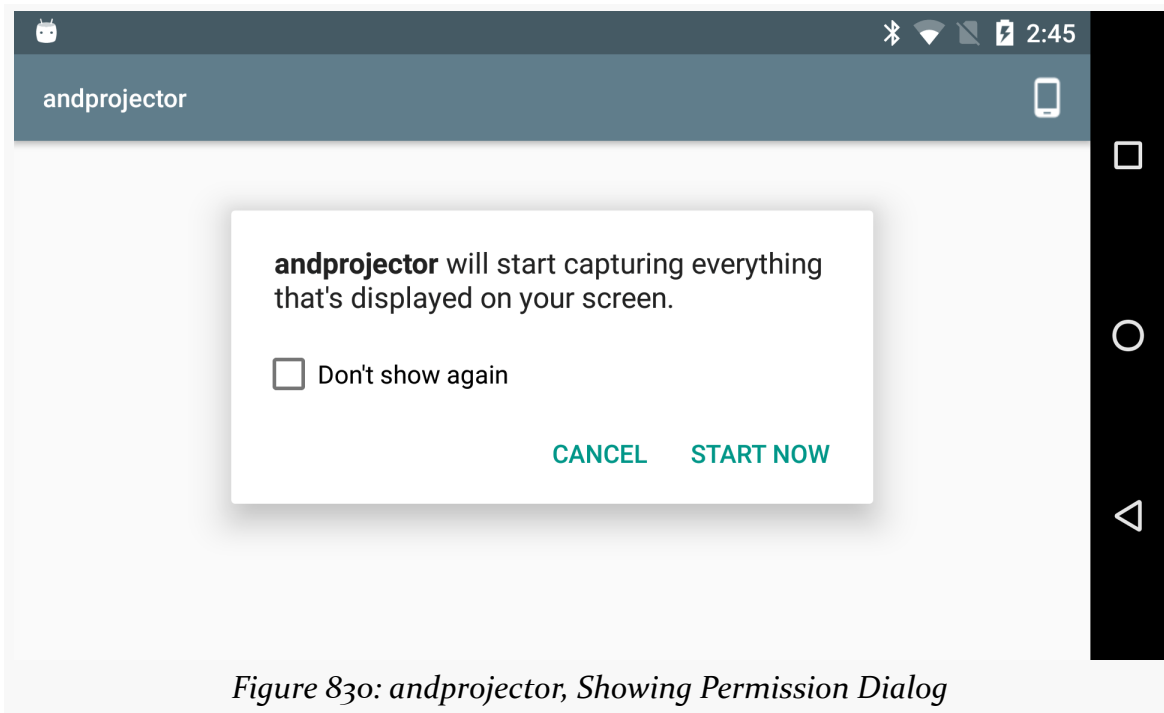 2:45
andprojector
andprojector will start capturing everything
that's displayed on your screen.
Don't show again
CANCEL START NOW
Figure 830: andprojector, Showing Permission Dialog